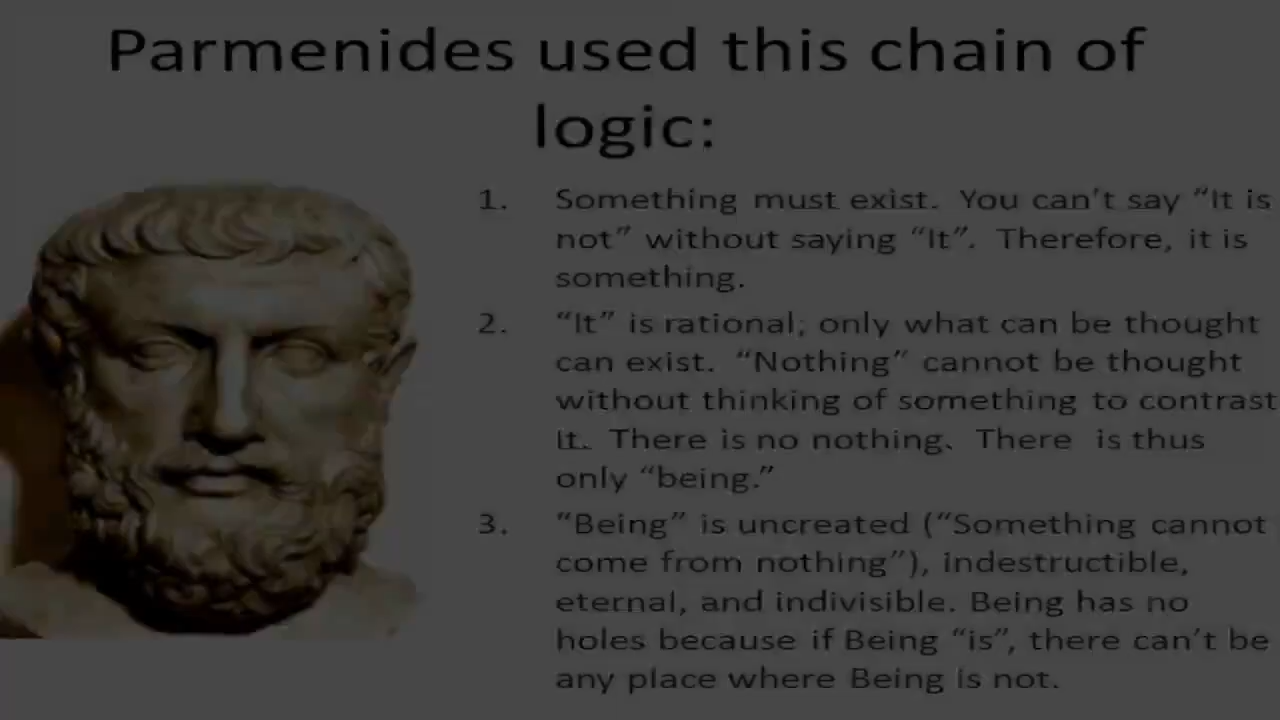 Parmenides used this chain of
logic:
1. Something must exist. You can't say "It is
not" without saying "It". Therefore, it is
something.
2. "It" is rational; only what can be thought
can exist. "Nothing" cannot be thought
without thinking of something to contrast
it. There is no nothing. There is thus
only "being."
3. "Being" is uncreated ("Something cannot
come from nothing"), indestructible,
eternal, and indivisible. Being has no
holes because if Being "is", there can't be
any place where Being is not.